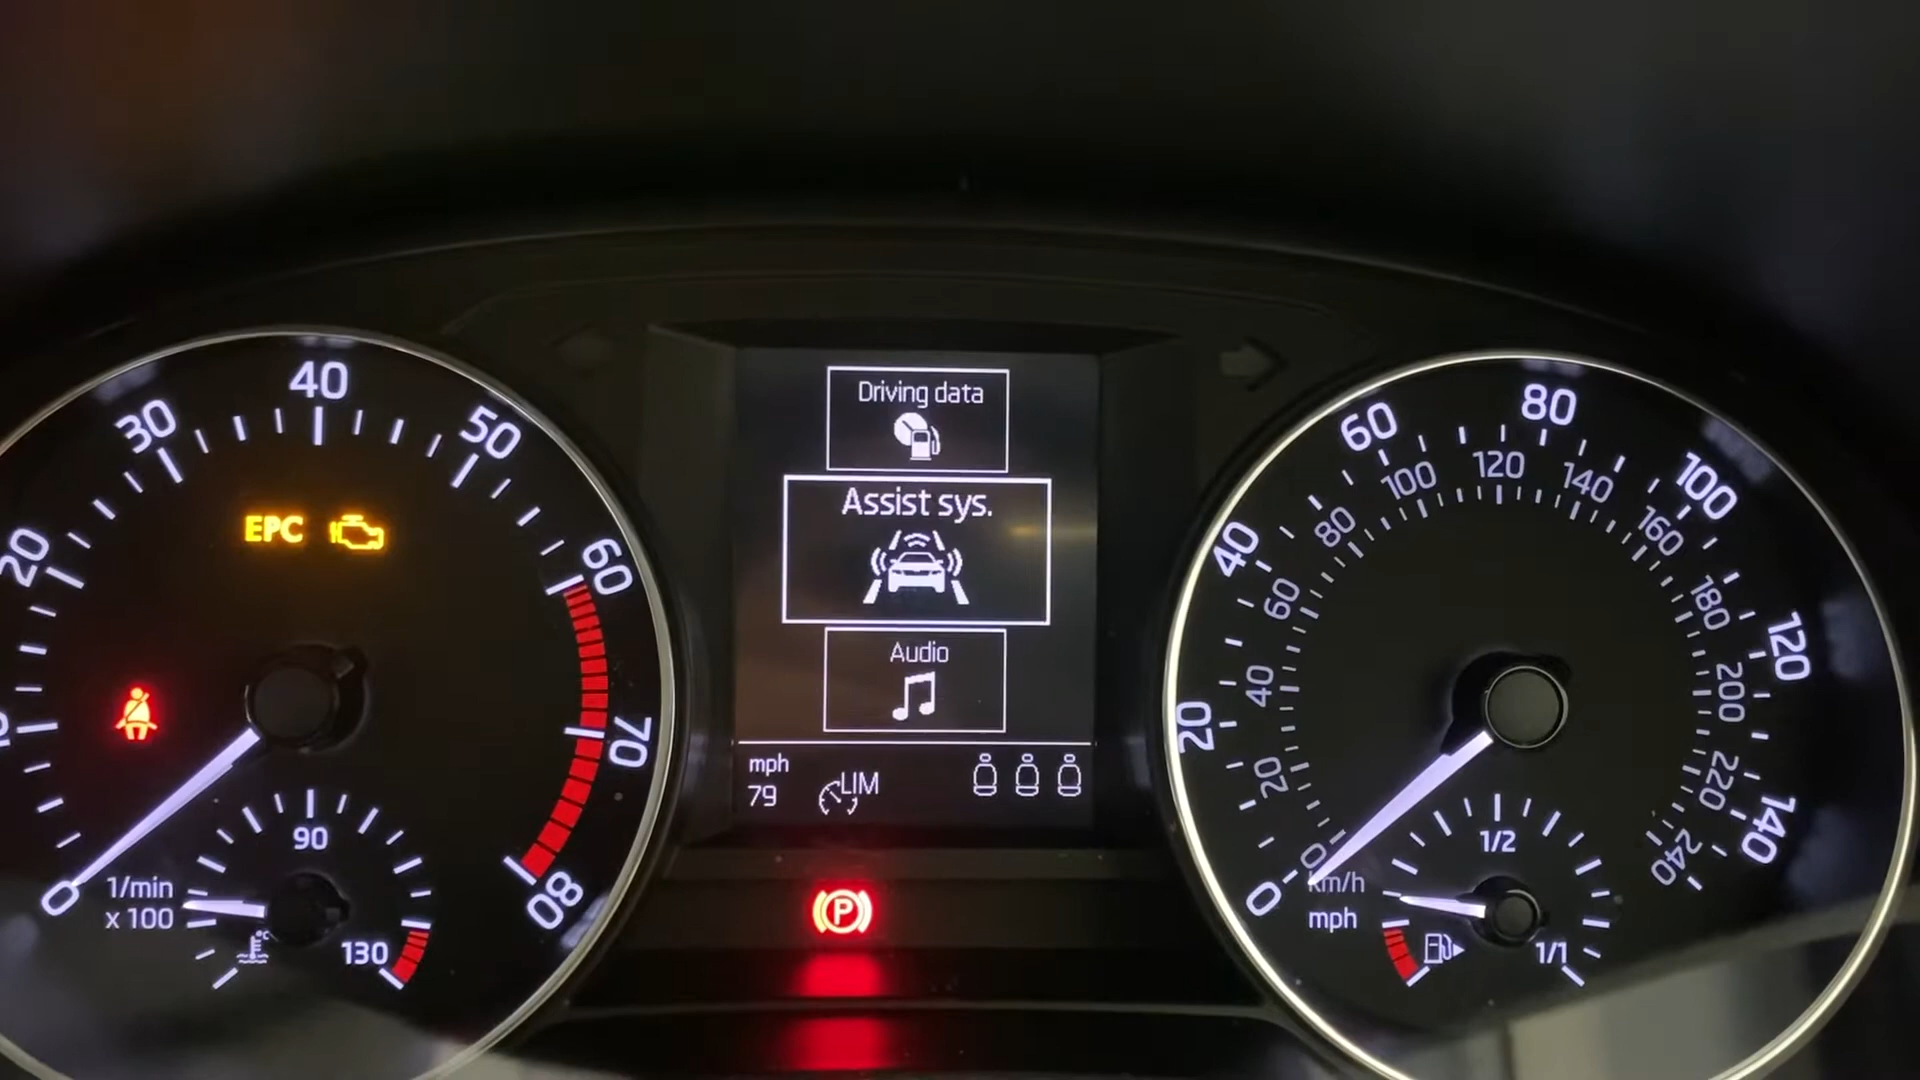 20
30
40
50
60
70
80
0
EPC
1/min
x 100
90
130
°C
Driving data
Assist sys.
Audio
mph
79
LIM
P
0
20
40
60
80
100
120
140
0
20
40
60
80
100
120
140
160
180
200
220
240
km/h
mph
1/2
1/1